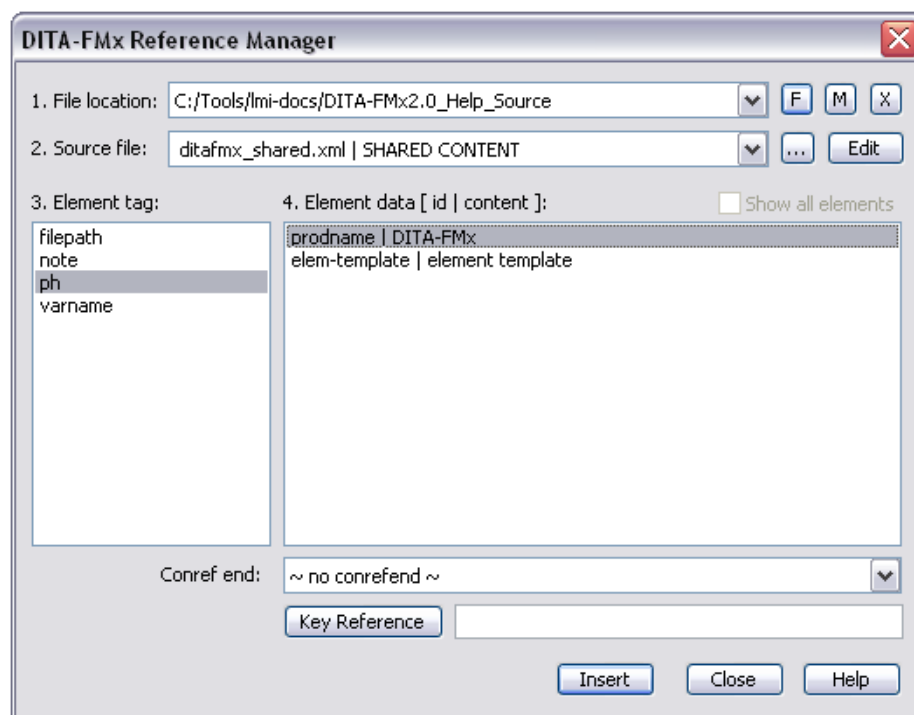 DITA-FMx Reference Manager
1. File location: C:/Tools/lmi-docs/DITA-FMx2.0_Help_Source F M X
2. Source file: ditafmx_shared.xml | SHARED CONTENT ... Edit
3. Element tag: 4. Element data [ id | content ]: Show all elements
filepath prodname | DITA-FMx
note elem-template | element template
ph
varname
Conref end: ~ no conrefend ~
Key Reference
Insert Close Help